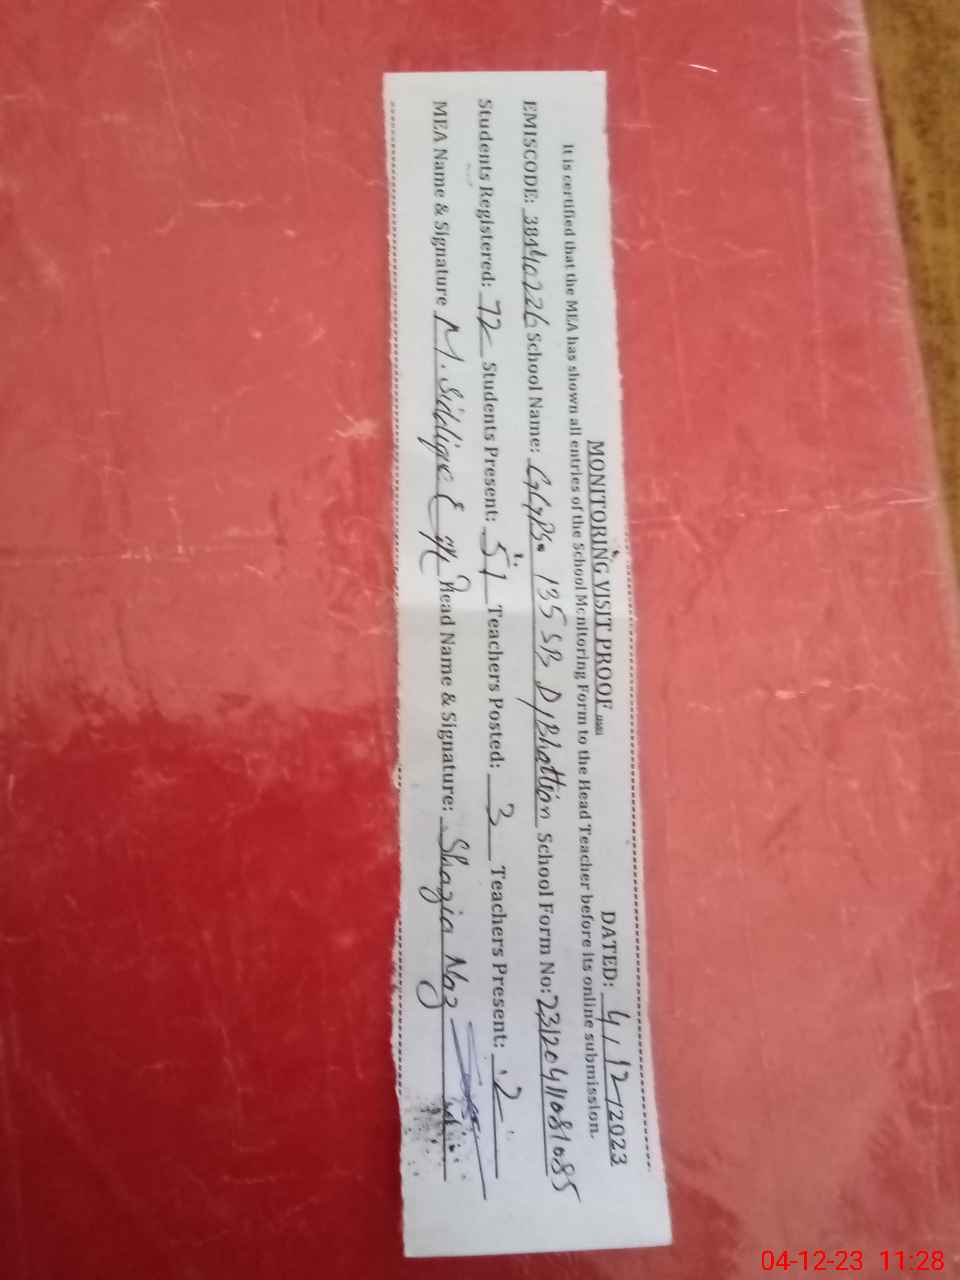 MONITORING VISIT PROOF DATED: 4/12/2023
It is certified that the MEA has shown all entries of the School Monitoring Form to the Head Teacher before its online submission.
EMISCODE: 38440226 School Name: GGPS. 135 SB D/Bhattian School Form No: 23120411081085
Students Registered: 72 Students Present: 51 Teachers Posted: 3 Teachers Present: 2
MEA Name & Signature M. Siddique Head Name & Signature: Shazia Naz
04-12-23 11:28